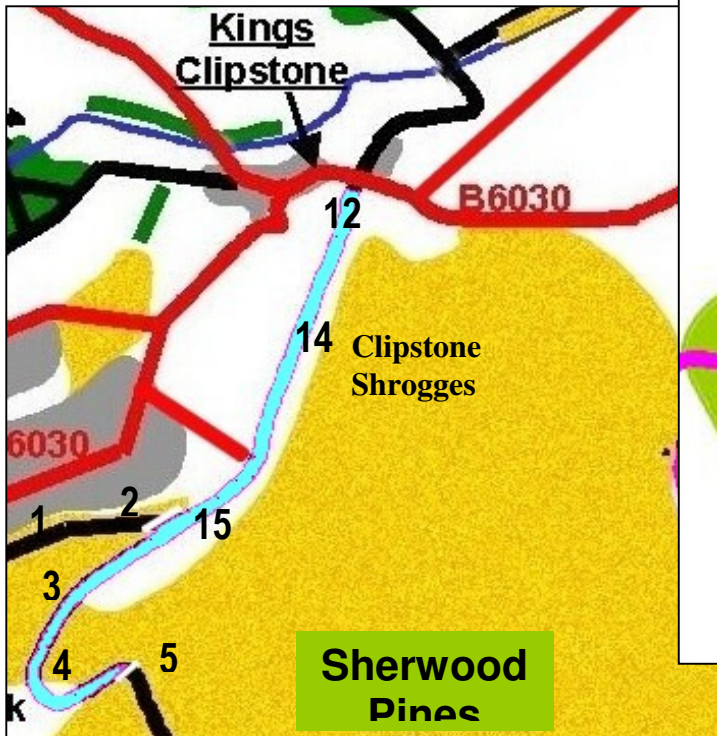 Kings
Clipstone
12
B6030
14
Clipstone
Shrogges
6030
2
1
15
3
5
4
Sherwood
Pines
k